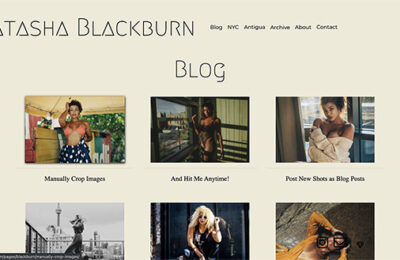 ATASHA BLACKBURN
Blog NYC Antigua Archive About Contact
Blog
Manually Crop Images
And Hit Me Anytime!
Post New Shots as Blog Posts
/pages/blackburn/manually-crop-images/